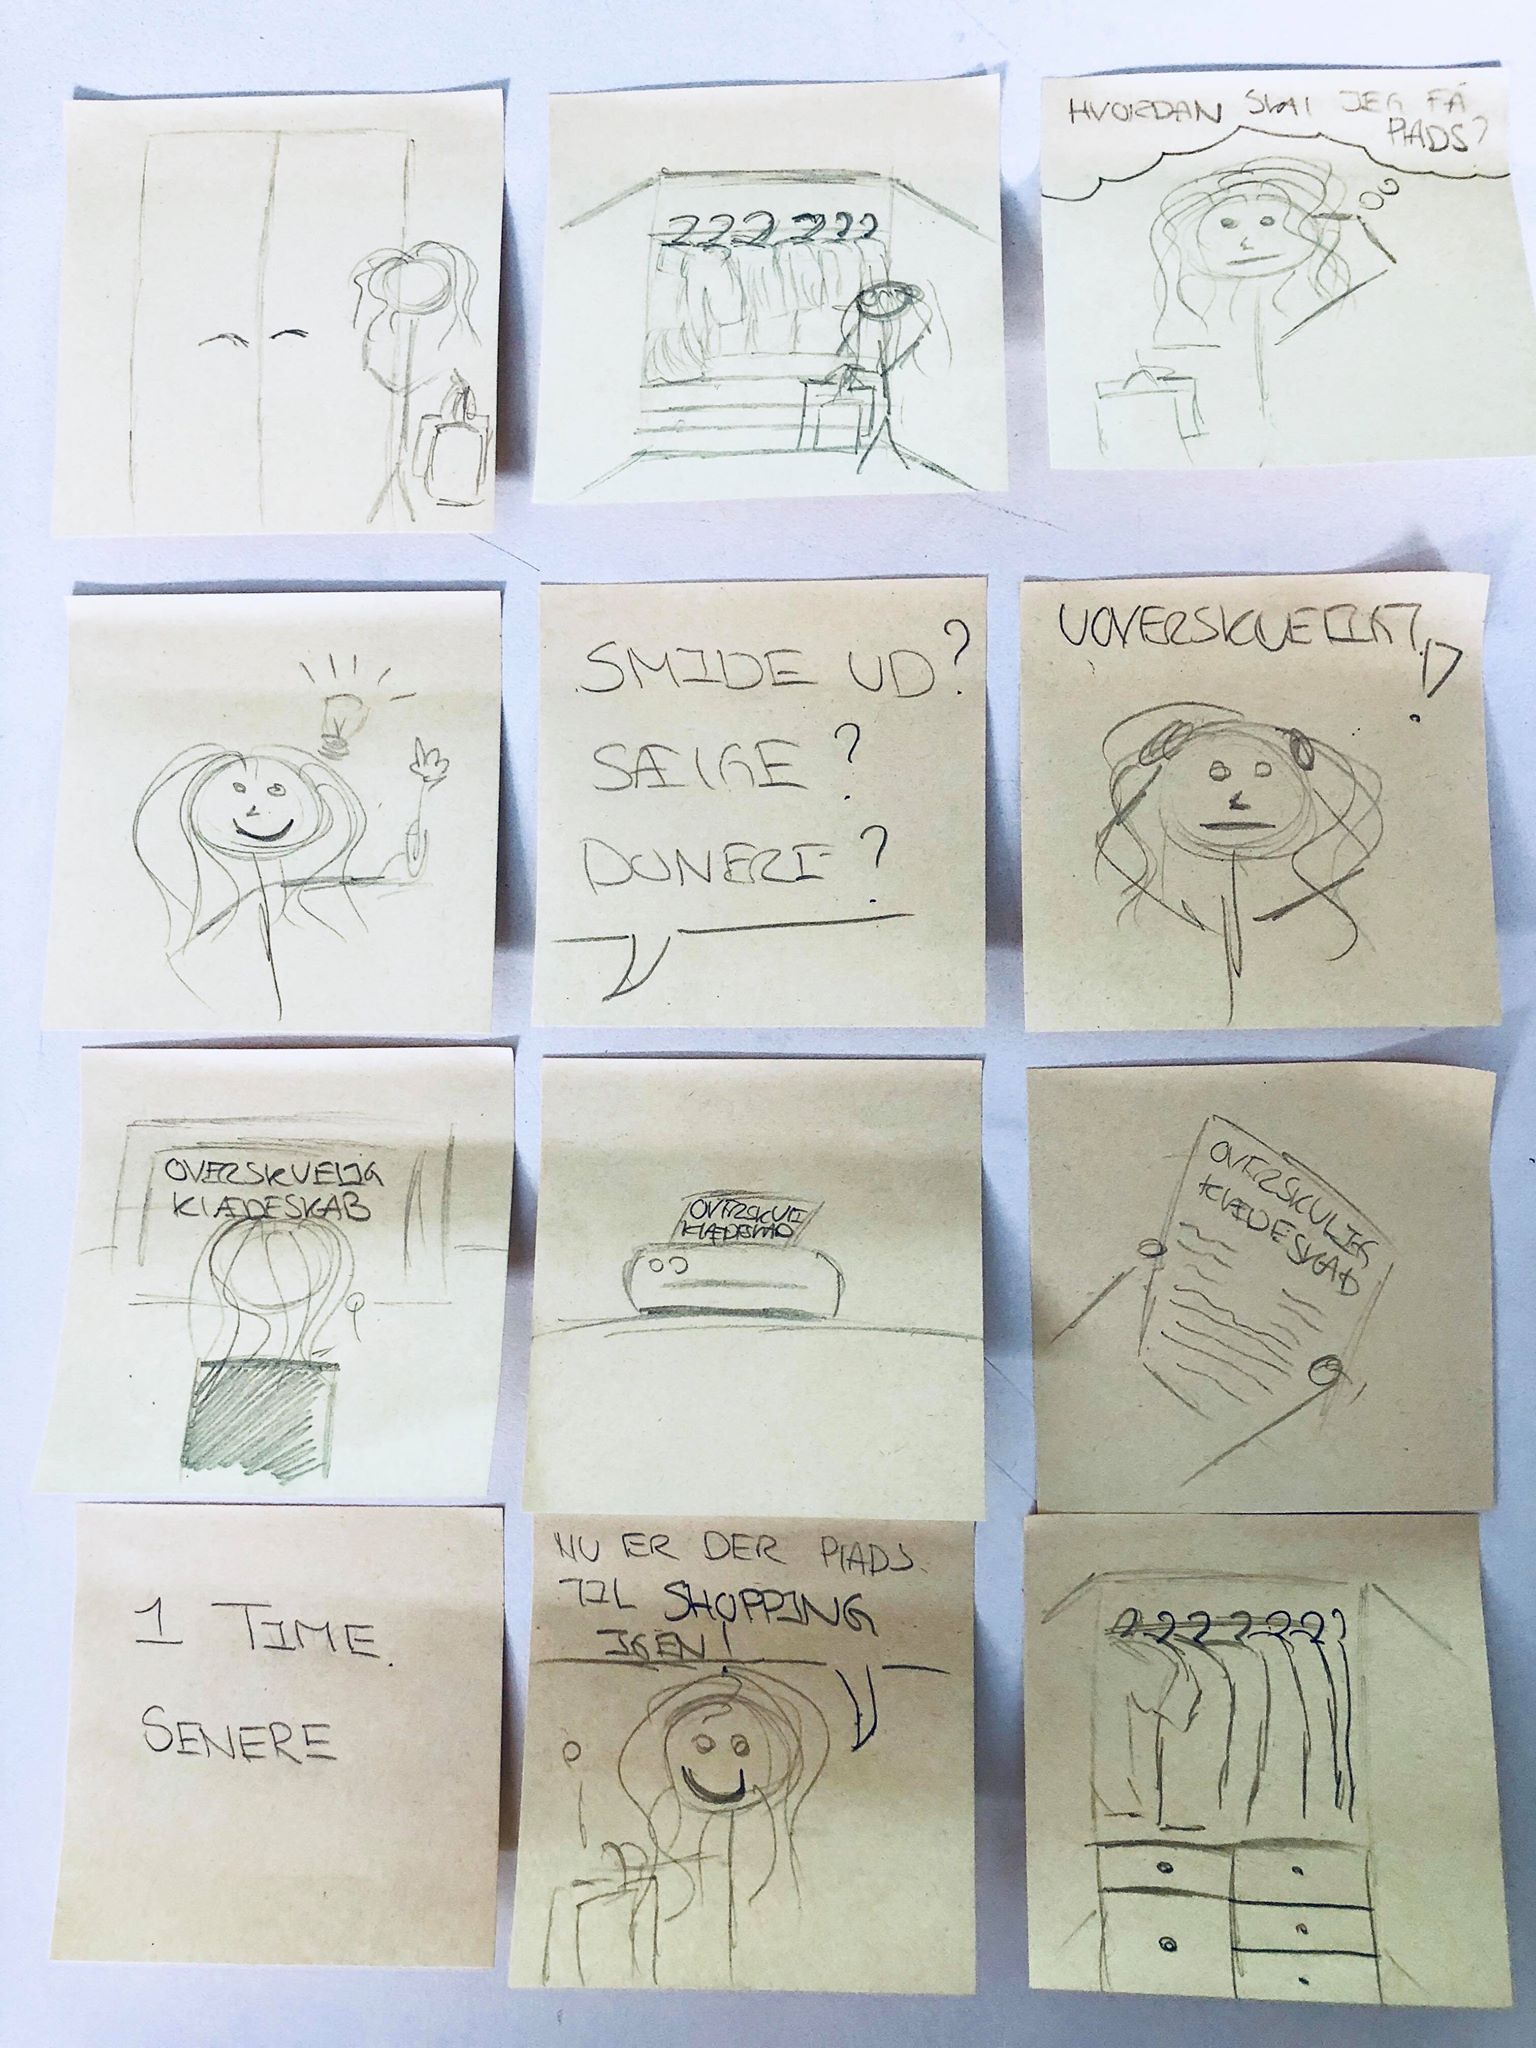 HVORDAN SKAL JEG FÅ
PLADS?
SMIDE UD?
SÆLGE?
DONERE?
UOVERSKUELIGT!
OVERSKUELIG
KLÆDESKAB
OVERSKUE
KLÆDESKAB
OVERSKULIG
KLÆDESKAB
1 TIME.
SENERE
NU ER DER PLADS
TIL SHOPPING
IGEN!